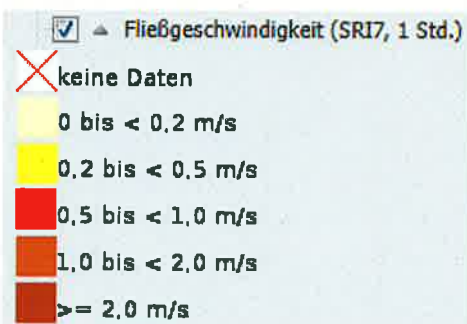 Fließgeschwindigkeit (SRI7, 1 Std.)
keine Daten
0 bis < 0,2 m/s
0,2 bis < 0,5 m/s
0,5 bis < 1,0 m/s
1,0 bis < 2,0 m/s
>= 2,0 m/s